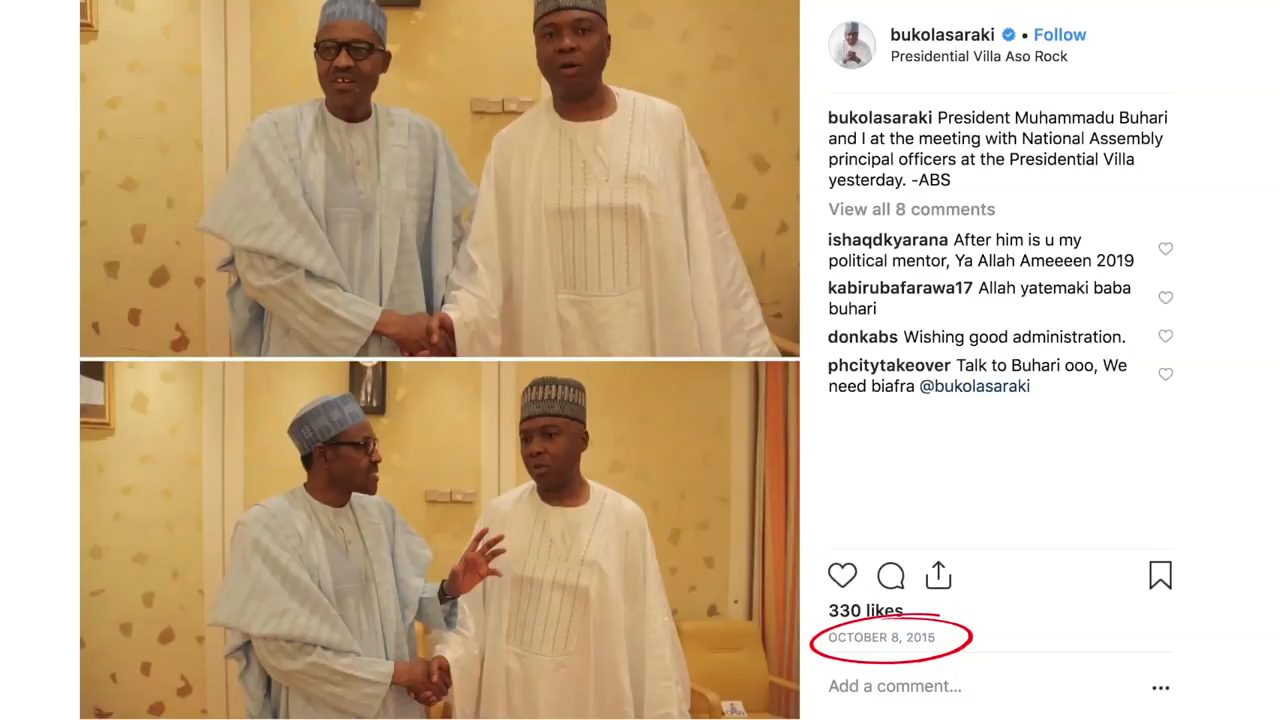 bukolasaraki • Follow
Presidential Villa Aso Rock
bukolasaraki President Muhammadu Buhari
and I at the meeting with National Assembly
principal officers at the Presidential Villa
yesterday. -ABS
View all 8 comments
ishaqdkyarana After him is u my
political mentor, Ya Allah Ameeeen 2019
kabirubafarawa17 Allah yatemaki baba
buhari
donkabs Wishing good administration.
phcitytakeover Talk to Buhari ooo, We
need biafra @bukolasaraki
330 likes
OCTOBER 8, 2015
Add a comment...